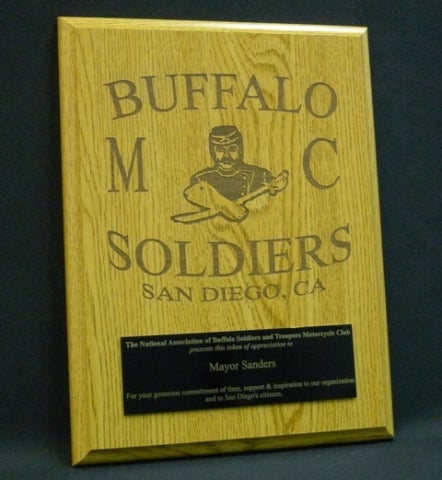 BUFFALO
M C
SOLDIERS
SAN DIEGO, CA
The National Association of Buffalo Soldiers and Troopers Motorcycle Club
presents this token of appreciation to
Mayor Sanders
For your generous commitment of time, support & inspiration to our organization
and to San Diego's citizens.